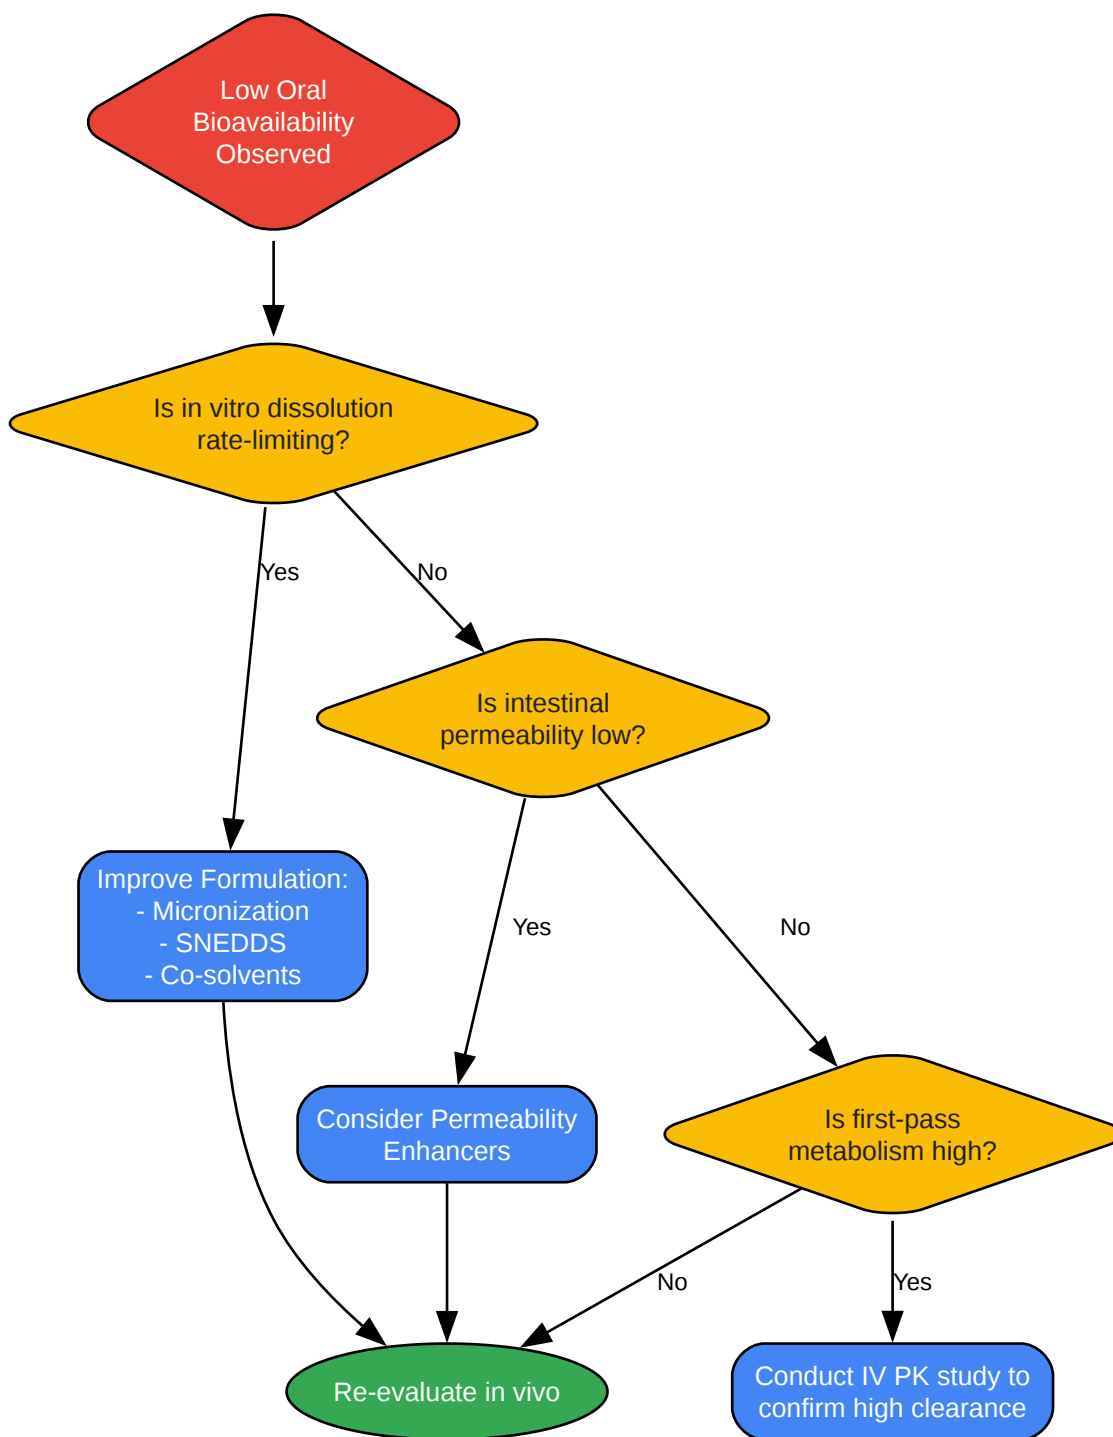 Low Oral
Bioavailability
Observed
Is in vitro dissolution
rate-limiting?
Yes
No
Is intestinal
permeability low?
Improve Formulation:
- Micronization
- SNEDDS
- Co-solvents
Yes
No
Consider Permeability
Enhancers
Is first-pass
metabolism high?
No
Yes
Re-evaluate in vivo
Conduct IV PK study to
confirm high clearance